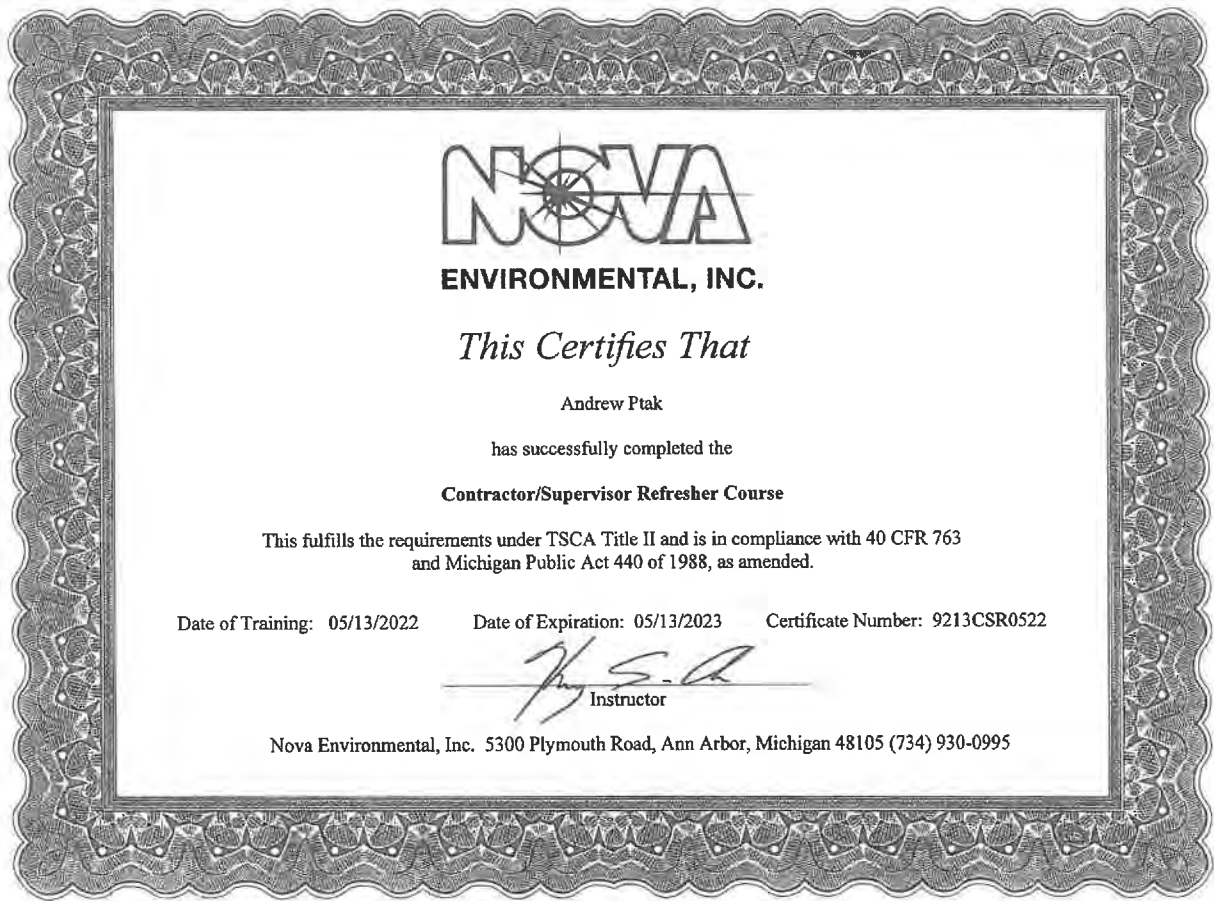 NOVA
ENVIRONMENTAL, INC.
This Certifies That
Andrew Ptak
has successfully completed the
Contractor/Supervisor Refresher Course
This fulfills the requirements under TSCA Title II and is in compliance with 40 CFR 763
and Michigan Public Act 440 of 1988, as amended.
Date of Training: 05/13/2022 Date of Expiration: 05/13/2023 Certificate Number: 9213CSR0522
Instructor
Nova Environmental, Inc. 5300 Plymouth Road, Ann Arbor, Michigan 48105 (734) 930-0995